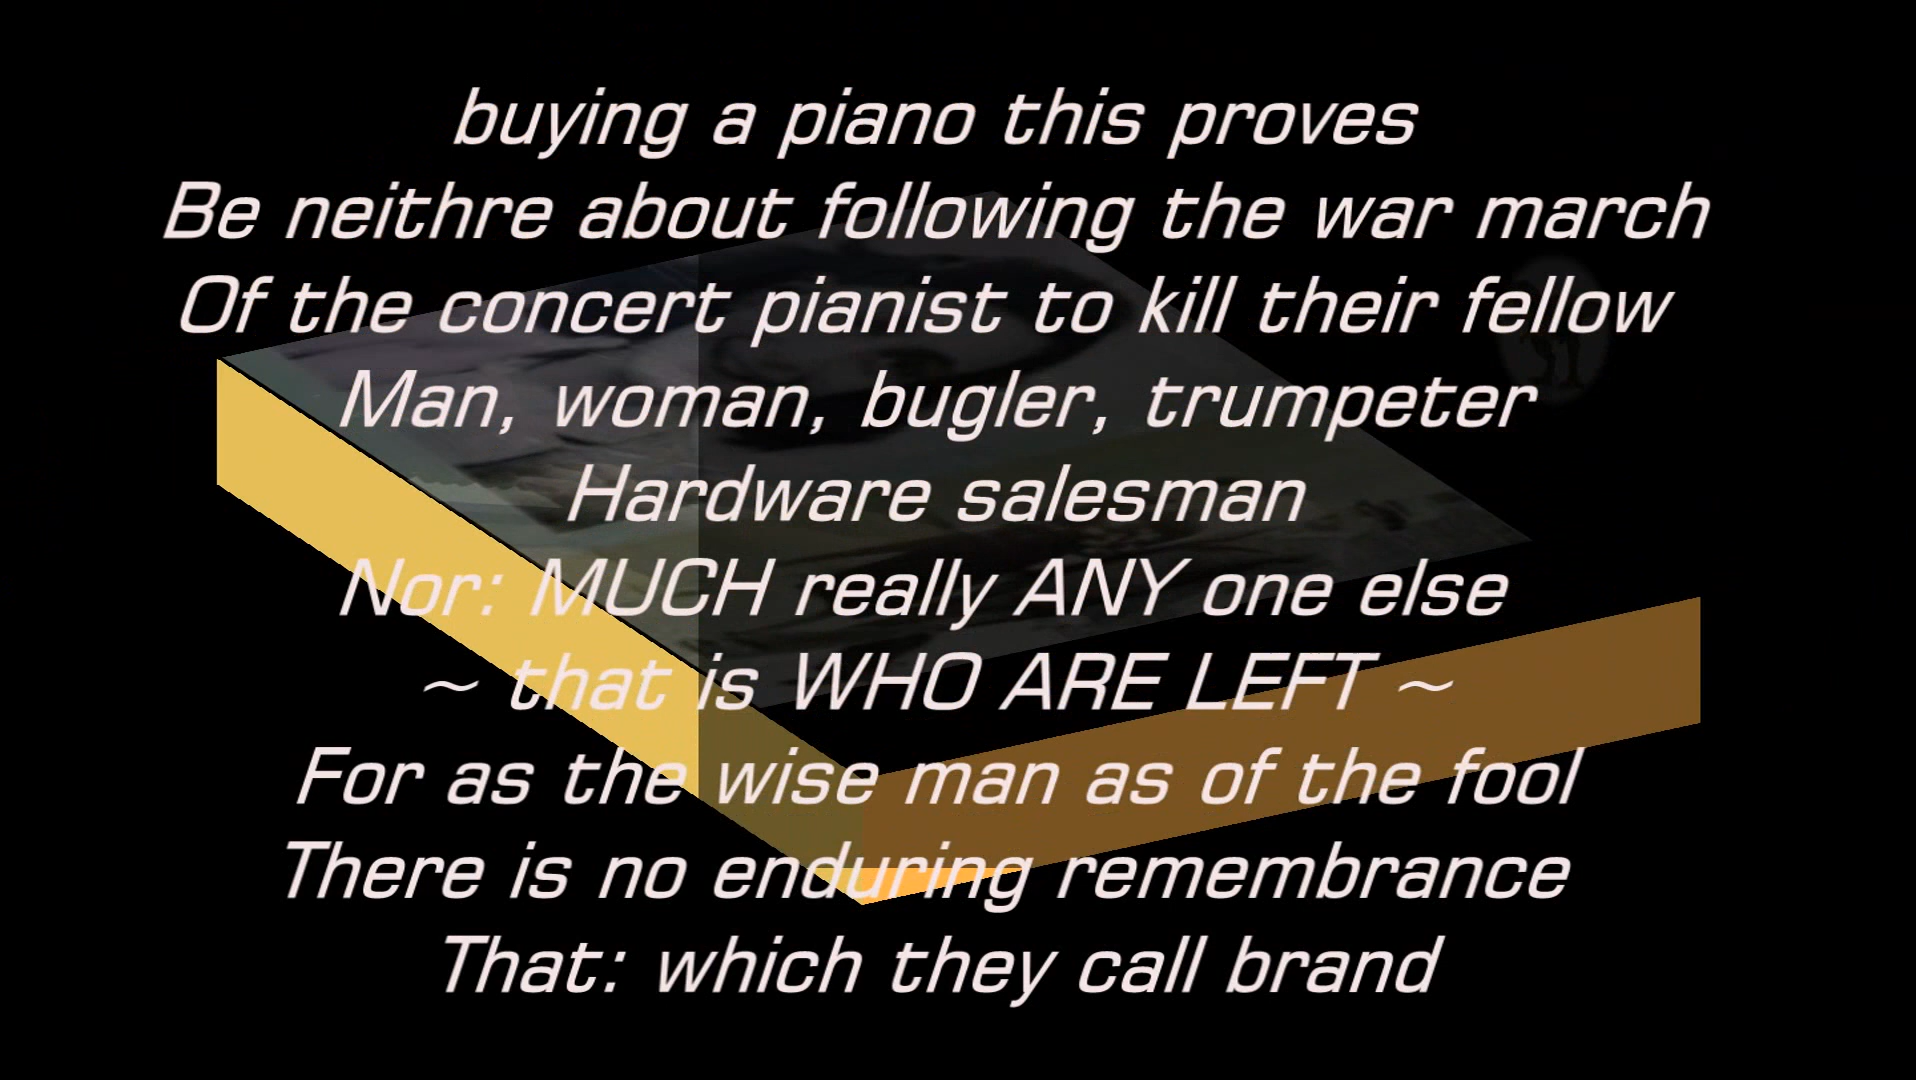 buying a piano this proves
Be neithre about following the war march
Of the concert pianist to kill their fellow
Man, woman, bugler, trumpeter
Hardware salesman
Nor: MUCH really ANY one else
~ that is WHO ARE LEFT ~
For as the wise man as of the fool
There is no enduring remembrance
That: which they call brand